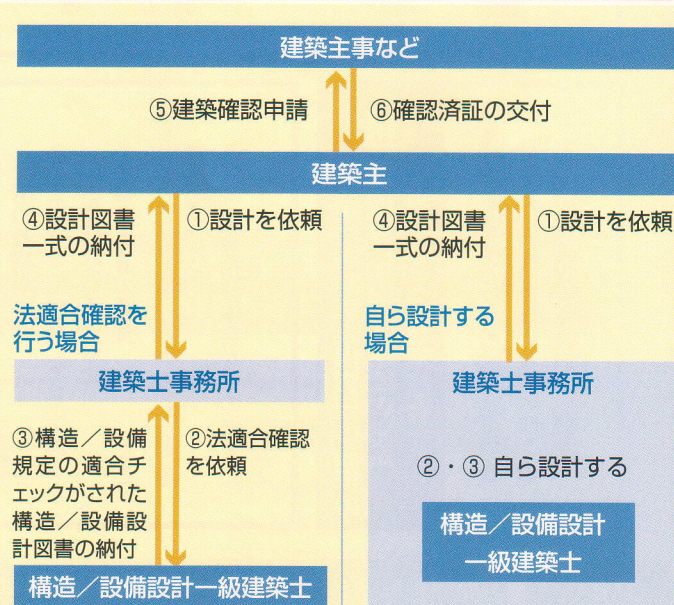 建築主事など
⑤建築確認申請
⑥確認済証の交付
建築主
④設計図書
一式の納付
①設計を依頼
法適合確認を
行う場合
建築士事務所
③構造／設備
規定の適合チ
ェックがされた
構造／設備設
計図書の納付
②法適合確認
を依頼
構造／設備設計一級建築士
④設計図書
一式の納付
①設計を依頼
自ら設計する
場合
建築士事務所
②・③ 自ら設計する
構造／設備設計
一級建築士